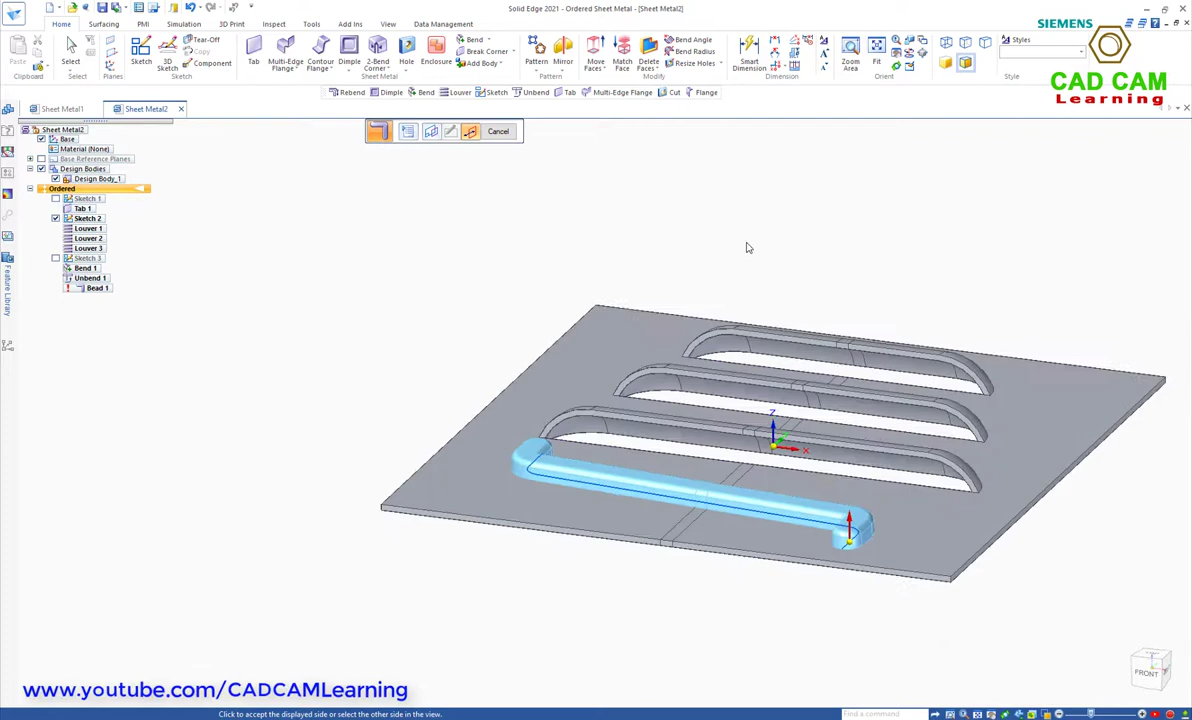 Solid Edge 2021 - Ordered Sheet Metal - [Sheet Metal2]
Home Surfacing PMI Simulation 3D Print Inspect Tools Add Ins View Data Management
SIEMENS
CAD CAM
Learning
Paste
Clipboard
Select
Select
Planes
Sketch
3D Sketch
Tear-Off
Copy
Component
Sketch
Tab
Multi-Edge Flange
Contour Flange
Dimple
2-Bend Corner
Hole
Enclosure
Bend
Break Corner
Add Body
Sheet Metal
Pattern
Mirror
Pattern
Move Faces
Match Face
Delete Faces
Bend Angle
Bend Radius
Resize Holes
Modify
Smart Dimension
Dimension
Zoom Area
Fit
Orient
Styles
Style
Rebend Dimple Bend Louver Sketch Unbend Tab Multi-Edge Flange Cut Flange
Sheet Metal1
Sheet Metal2
Cancel
Feature Library
Sheet Metal2
Base
Material (None)
Base Reference Planes
Design Bodies
Design Body_1
Ordered
Sketch 1
Tab 1
Sketch 2
Louver 1
Louver 2
Louver 3
Sketch 3
Bend 1
Unbend 1
Bead 1
Z
X
FRONT
www.youtube.com/CADCAMLearning
Click to accept the displayed side or select the other side in the view.
Find a command